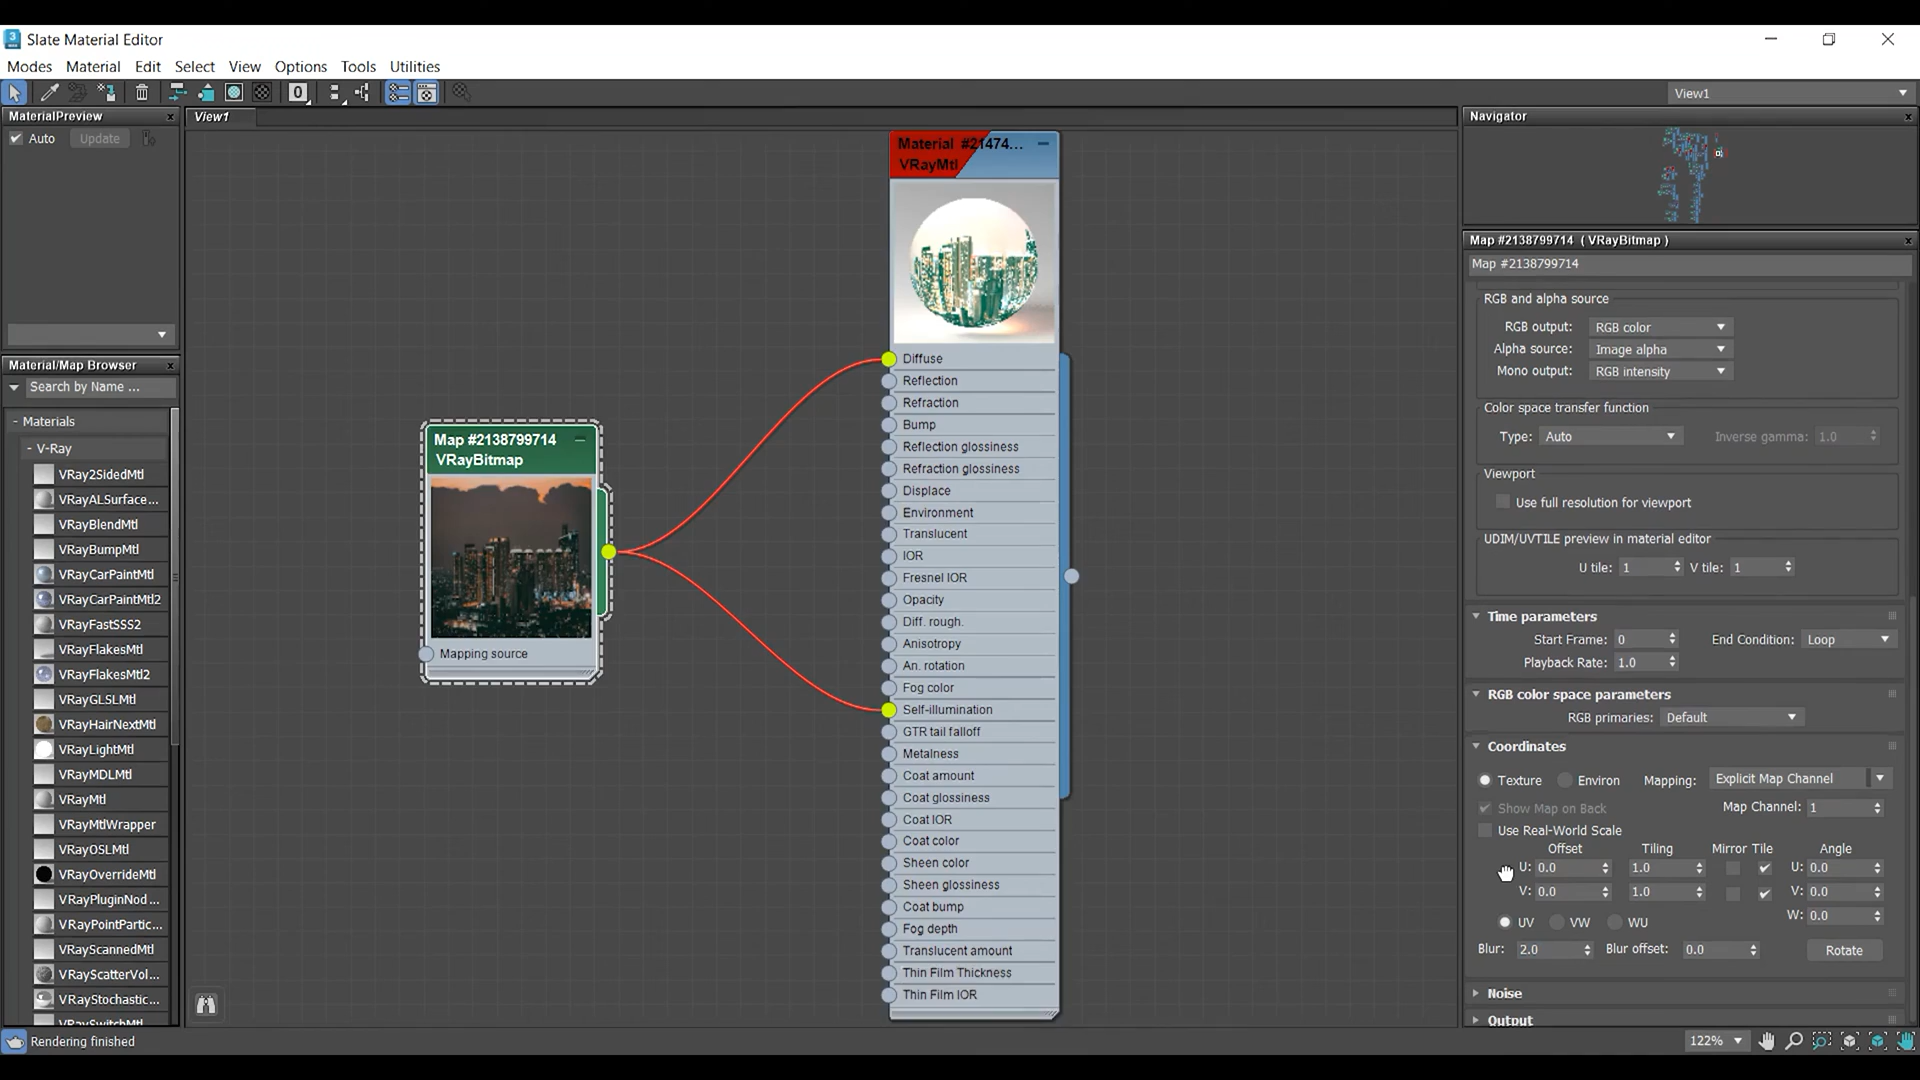 Slate Material Editor
Modes Material Edit Select View Options Tools Utilities
0
View1
MaterialPreview
Auto Update
Material/Map Browser
Search by Name ...
- Materials
- V-Ray
VRay2SidedMtl
VRayALSurface...
VRayBlendMtl
VRayBumpMtl
VRayCarPaintMtl
VRayCarPaintMtl2
VRayFastSSS2
VRayFlakesMtl
VRayFlakesMtl2
VRayGLSLMtl
VRayHairNextMtl
VRayLightMtl
VRayMDLMtl
VRayMtl
VRayMtlWrapper
VRayOSLMtl
VRayOverrideMtl
VRayPluginNod...
VRayPointPartic...
VRayScannedMtl
VRayScatterVol...
VRayStochastic...
VRaySwitchMtl
View1
Map #2138799714
VRayBitmap
Mapping source
Material #21474...
VRayMtl
Diffuse
Reflection
Refraction
Bump
Reflection glossiness
Refraction glossiness
Displace
Environment
Translucent
IOR
Fresnel IOR
Opacity
Diff. rough.
Anisotropy
An. rotation
Fog color
Self-illumination
GTR tail falloff
Metalness
Coat amount
Coat glossiness
Coat IOR
Coat color
Sheen color
Sheen glossiness
Coat bump
Fog depth
Translucent amount
Thin Film Thickness
Thin Film IOR
Navigator
Map #2138799714 ( VRayBitmap )
Map #2138799714
RGB and alpha source
RGB output: RGB color
Alpha source: Image alpha
Mono output: RGB intensity
Color space transfer function
Type: Auto Inverse gamma: 1.0
Viewport
Use full resolution for viewport
UDIM/UVTILE preview in material editor
U tile: 1 V tile: 1
Time parameters
Start Frame: 0 End Condition: Loop
Playback Rate: 1.0
RGB color space parameters
RGB primaries: Default
Coordinates
Texture Environ Mapping: Explicit Map Channel
Show Map on Back Map Channel: 1
Use Real-World Scale
Offset Tiling Mirror Tile Angle
U: 0.0 1.0 U: 0.0
V: 0.0 1.0 V: 0.0
W: 0.0
UV VW WU
Blur: 2.0 Blur offset: 0.0 Rotate
Noise
Output
Rendering finished
122%